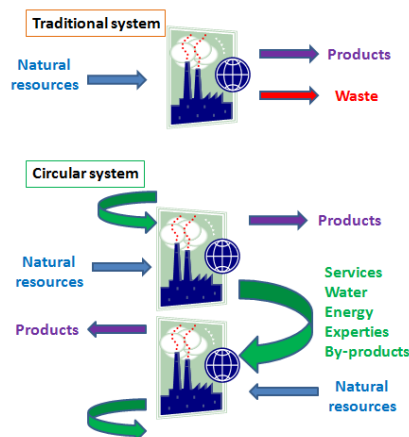 Traditional system
Natural
resources
Products
Waste
Circular system
Products
Natural
resources
Services
Water
Energy
Experties
By-products
Products
Natural
resources